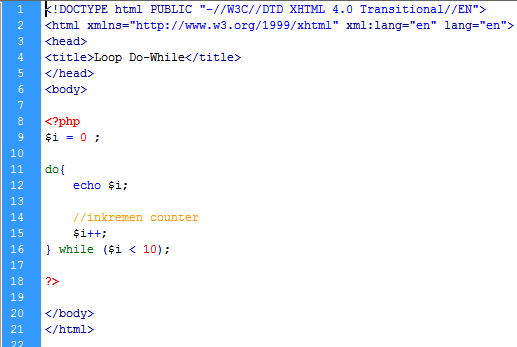 1 <!DOCTYPE html PUBLIC "-//W3C//DTD XHTML 4.0 Transitional//EN">
2 <html xmlns="http://www.w3.org/1999/xhtml" xml:lang="en" lang="en">
3 <head>
4 <title>Loop Do-While</title>
5 </head>
6 <body>
7
8 <?php
9 $i = 0 ;
10
11 do{
12 echo $i;
13
14 //inkremen counter
15 $i++;
16 } while ($i < 10);
17
18 ?>
19
20 </body>
21 </html>
22